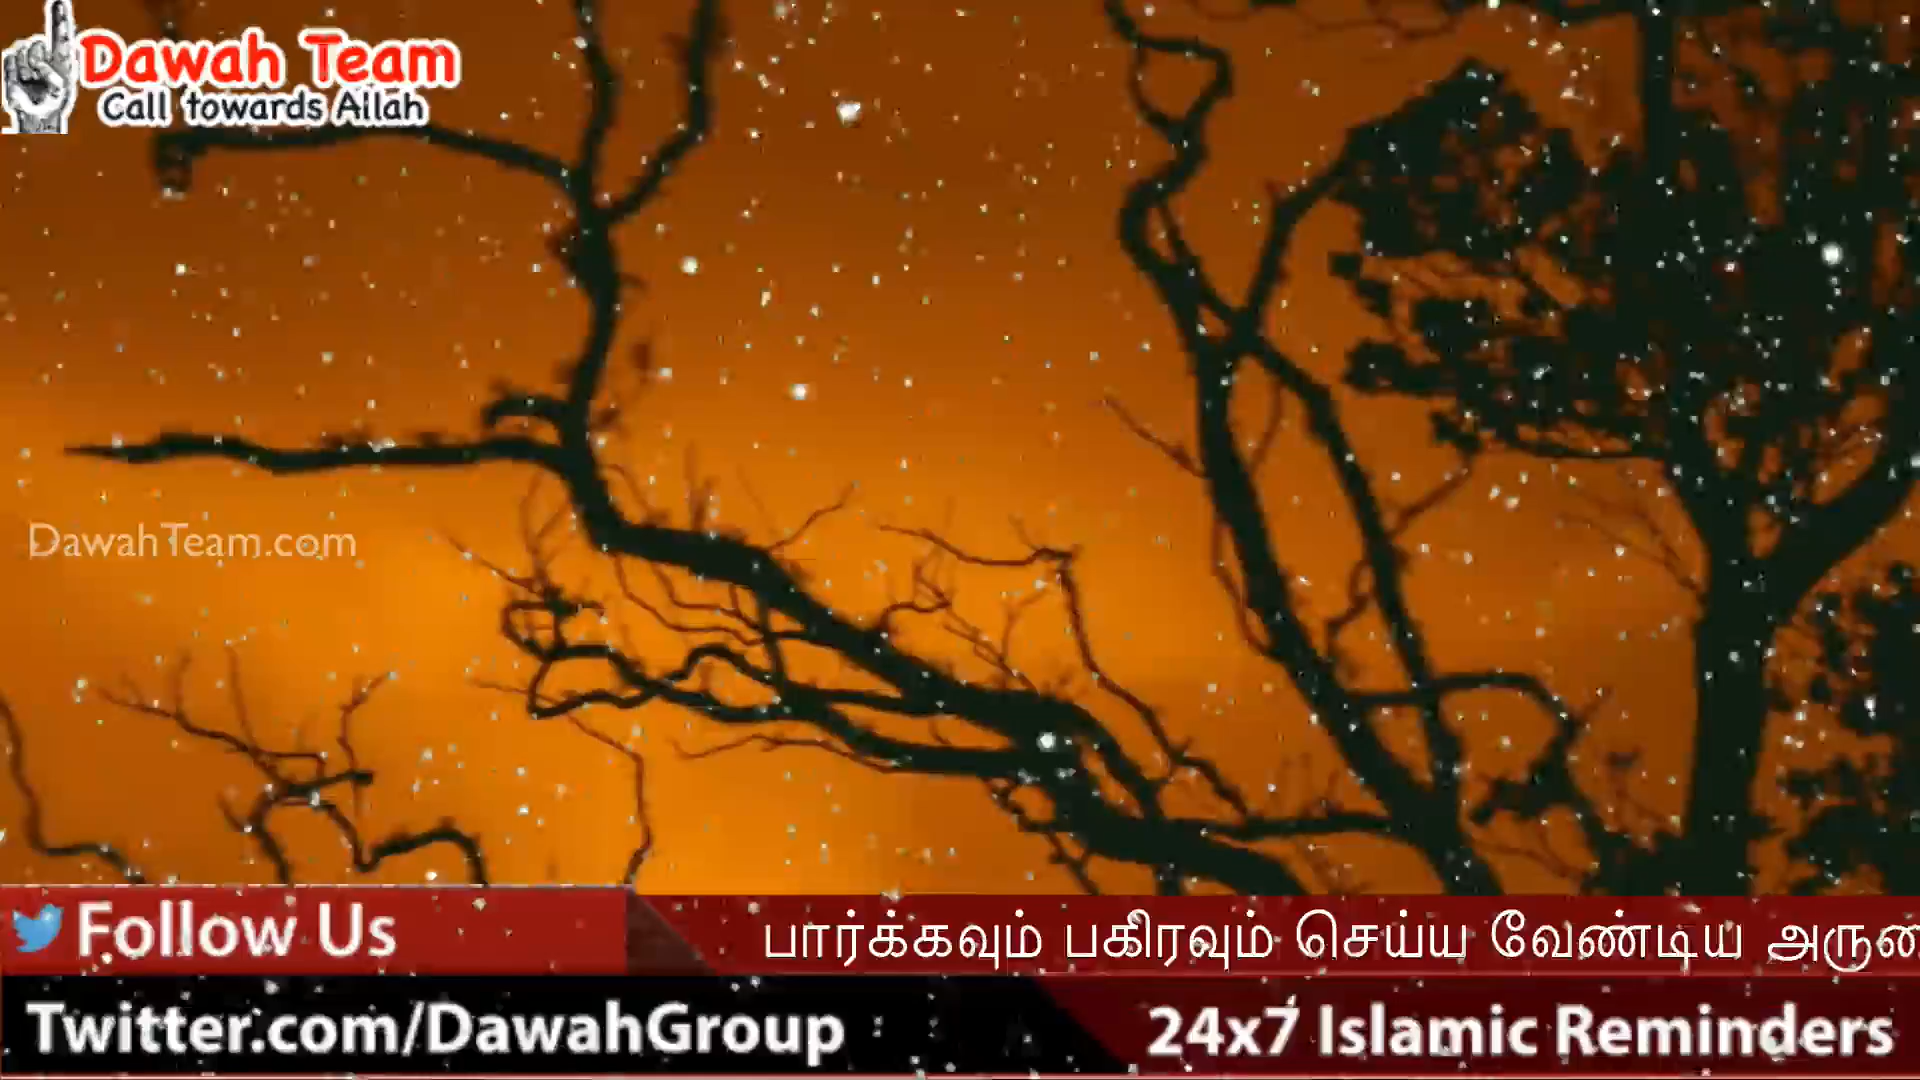 Dawah Team
Call towards Allah
DawahTeam.com
Follow Us
பார்க்கவும் பகிரவும் செய்ய வேண்டிய
Twitter.com/DawahGroup
24x7 Islamic Reminders